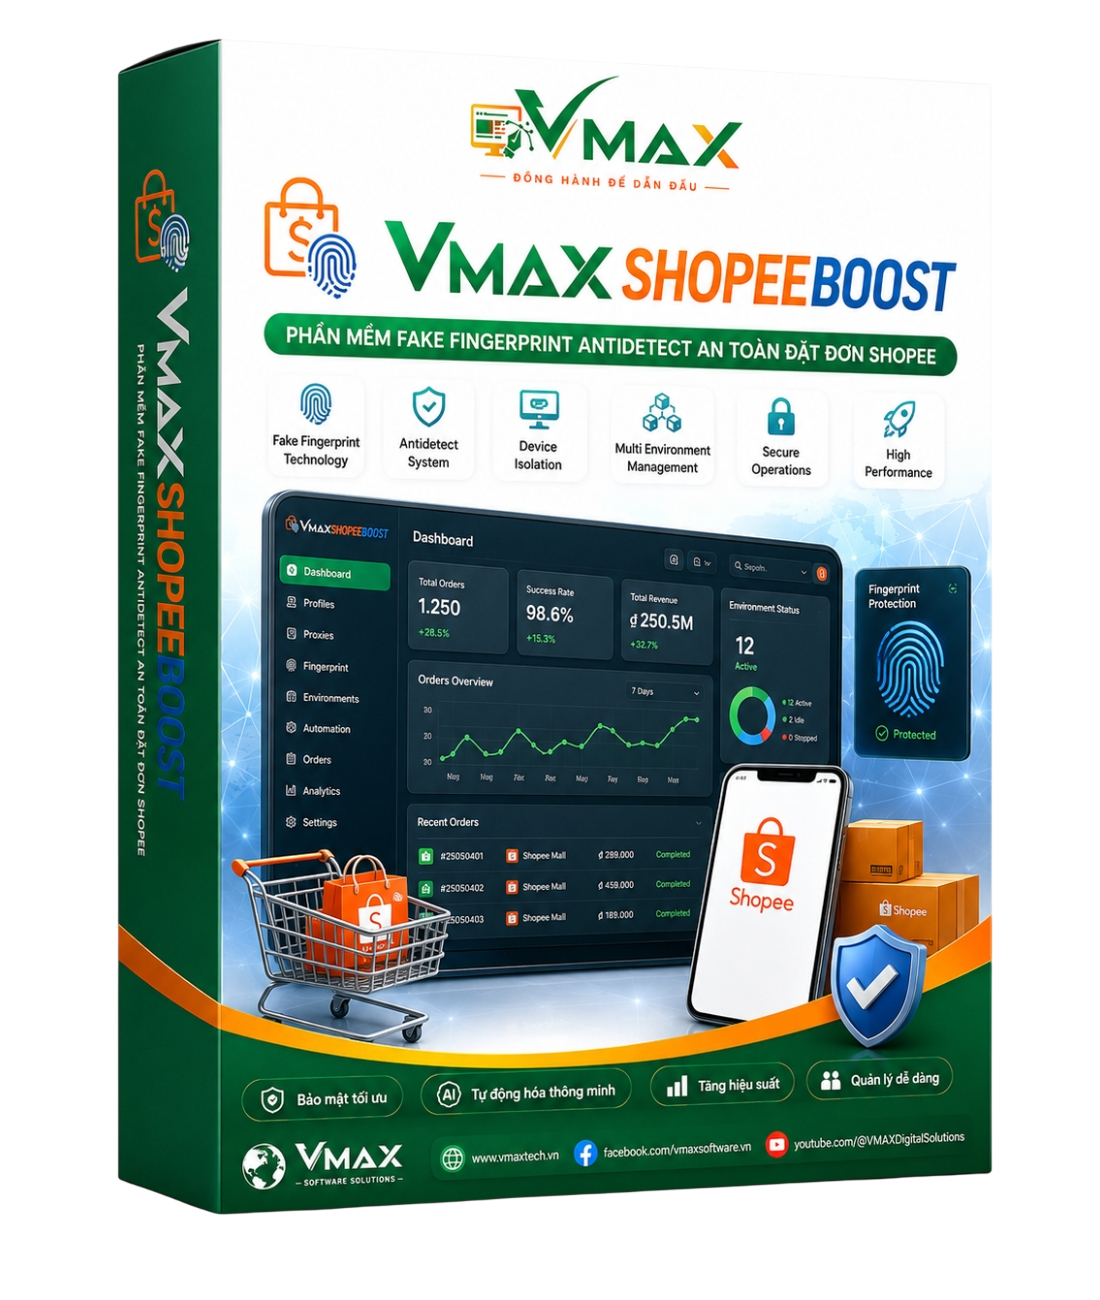 VMAX
ĐỒNG HÀNH ĐỂ DẪN ĐẦU
VMAX SHOPEEBOOST
PHẦN MỀM FAKE FINGERPRINT ANTIDETECT AN TOÀN ĐẶT ĐƠN SHOPEE
Fake Fingerprint
Technology
Antidetect
System
Device
Isolation
Multi Environment
Management
Secure
Operations
High
Performance
VMAXSHOPEEBOOST
Dashboard
Profiles
Proxies
Fingerprint
Environments
Automation
Orders
Analytics
Settings
Dashboard
Total Orders
1.250
+28.5%
Success Rate
98.6%
+15.3%
Total Revenue
₫ 250.5M
+32.7%
Environment Status
12
Active
12 Active
2 Idle
0 Stopped
Orders Overview
7 Days
30
20
20
Recent Orders
#25050401 Shopee Mall ₫ 299.000 Completed
#25050402 Shopee Mall ₫ 459.000 Completed
25050403 Shopee Mall ₫ 189.000 Completed
Fingerprint
Protection
Protected
S
Shopee
Shopee
Bảo mật tối ưu
AI Tự động hóa thông minh
Tăng hiệu suất
Quản lý dễ dàng
VMAX
SOFTWARE SOLUTIONS
www.vmaxtech.vn
facebook.com/vmaxsoftware.vn
youtube.com/@VMAXDigitalSolutions
VMAX SHOPEEBOOST
PHẦN MỀM FAKE FINGERPRINT ANTIDETECT AN TOÀN ĐẶT ĐƠN SHOPEE